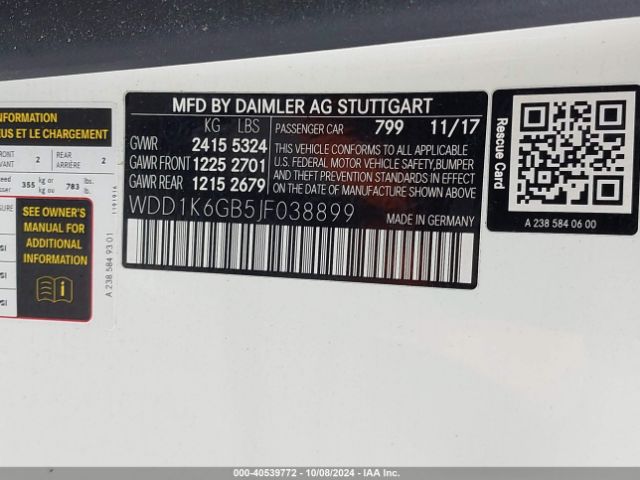 INFORMATION
US ET LE CHARGEMENT
FRONT
AVANT
2
REAR
ARRIÈRE
2
355
kg or
kg ou
783
lbs.
lb.
SEE OWNER'S
MANUAL FOR
ADDITIONAL
INFORMATION
A 238 584 93 01
MFD BY DAIMLER AG STUTTGART
KG LBS
GVWR 2415 5324
GAWR FRONT 1225 2701
GAWR REAR 1215 2679
PASSENGER CAR 799 11/17
THIS VEHICLE CONFORMS TO ALL APPLICABLE
U.S. FEDERAL MOTOR VEHICLE SAFETY, BUMPER
AND THEFT PREVENTION STANDARDS
IN EFFECT ON THE DATE OF
MANUFACTURE SHOWN ABOVE.
WDD1K6GB5JF038899
MADE IN GERMANY
Rescue Card
A 238 584 06 00
000-40539772 - 10/08/2024 - IAA Inc.